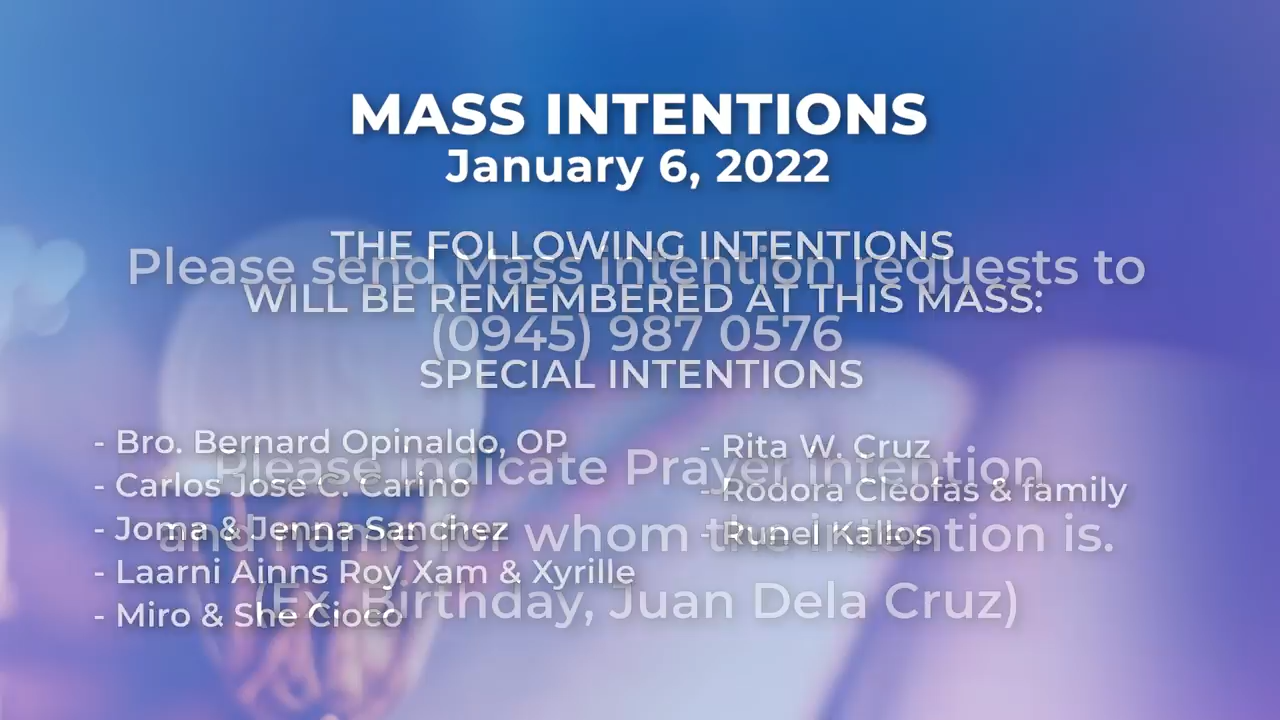 MASS INTENTIONS
January 6, 2022
THE FOLLOWING INTENTIONS
WILL BE REMEMBERED AT THIS MASS:
SPECIAL INTENTIONS
- Bro. Bernard Opinaldo, OP
- Carlos Jose C. Carino
- Joma & Jenna Sanchez
- Laarni Ainns Roy Xam & Xyrille
- Miro & She Cioco
- Rita W. Cruz
- Rodora Cleofas & family
- Runel Kallos
Please send Mass intention requests to
(0945) 987 0576
Please indicate Prayer Intention
and name for whom the intention is.
(Ex. Birthday, Juan Dela Cruz)